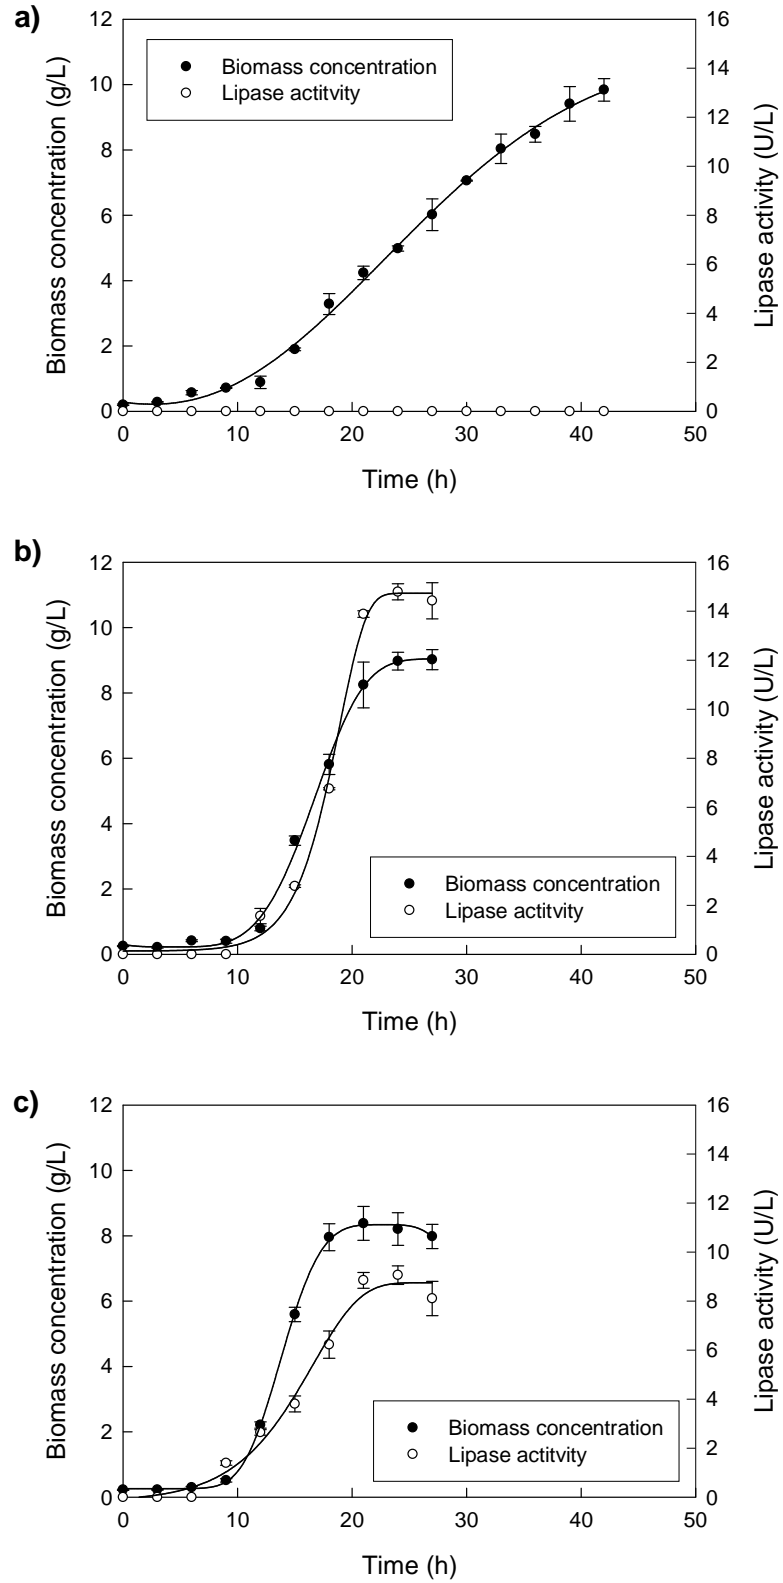 a)
12
10
8
6
4
2
0
Biomass concentration (g/L)
Biomass concentration
Lipase actitvity
16
14
12
10
8
6
4
2
0
Lipase activity (U/L)
0 10 20 30 40 50
Time (h)
b)
12
10
8
6
4
2
0
Biomass concentration (g/L)
16
14
12
10
8
6
4
2
0
Lipase activity (U/L)
Biomass concentration
Lipase actitvity
0 10 20 30 40 50
Time (h)
c)
12
10
8
6
4
2
0
Biomass concentration (g/L)
16
14
12
10
8
6
4
2
0
Lipase activity (U/L)
Biomass concentration
Lipase actitvity
0 10 20 30 40 50
Time (h)